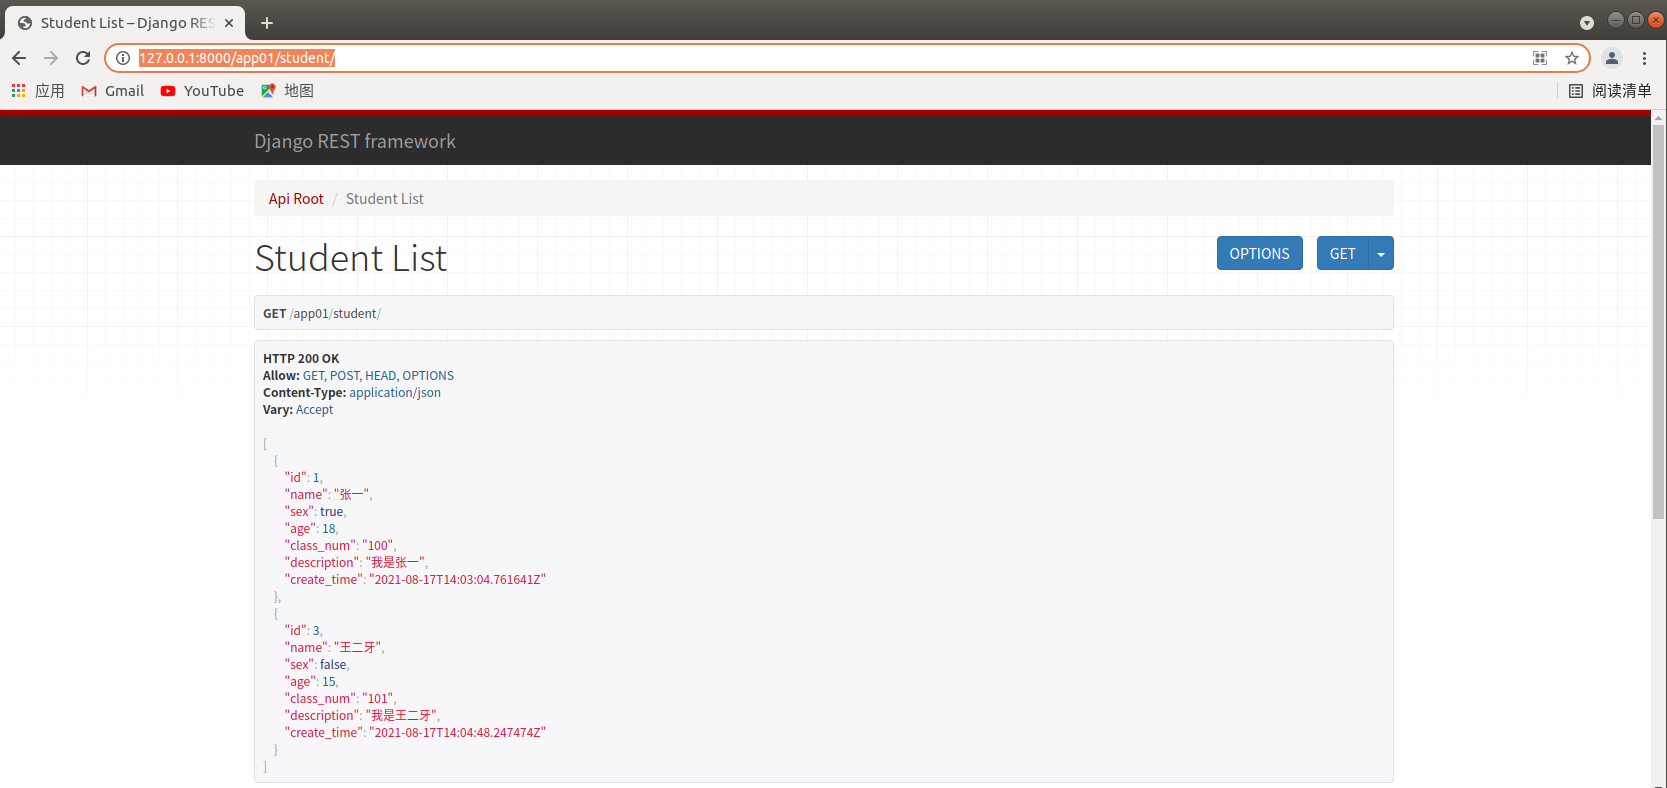 Student List – Django RES
127.0.0.1:8000/app01/student/
应用 Gmail YouTube 地图 阅读清单
Django REST framework
Api Root / Student List
Student List OPTIONS GET
GET /app01/student/
HTTP 200 OK
Allow: GET, POST, HEAD, OPTIONS
Content-Type: application/json
Vary: Accept
[
{
"id": 1,
"name": "张一",
"sex": true,
"age": 18,
"class_num": "100",
"description": "我是张一",
"create_time": "2021-08-17T14:03:04.761641Z"
},
{
"id": 3,
"name": "王二牙",
"sex": false,
"age": 15,
"class_num": "101",
"description": "我是王二牙",
"create_time": "2021-08-17T14:04:48.247474Z"
}
]